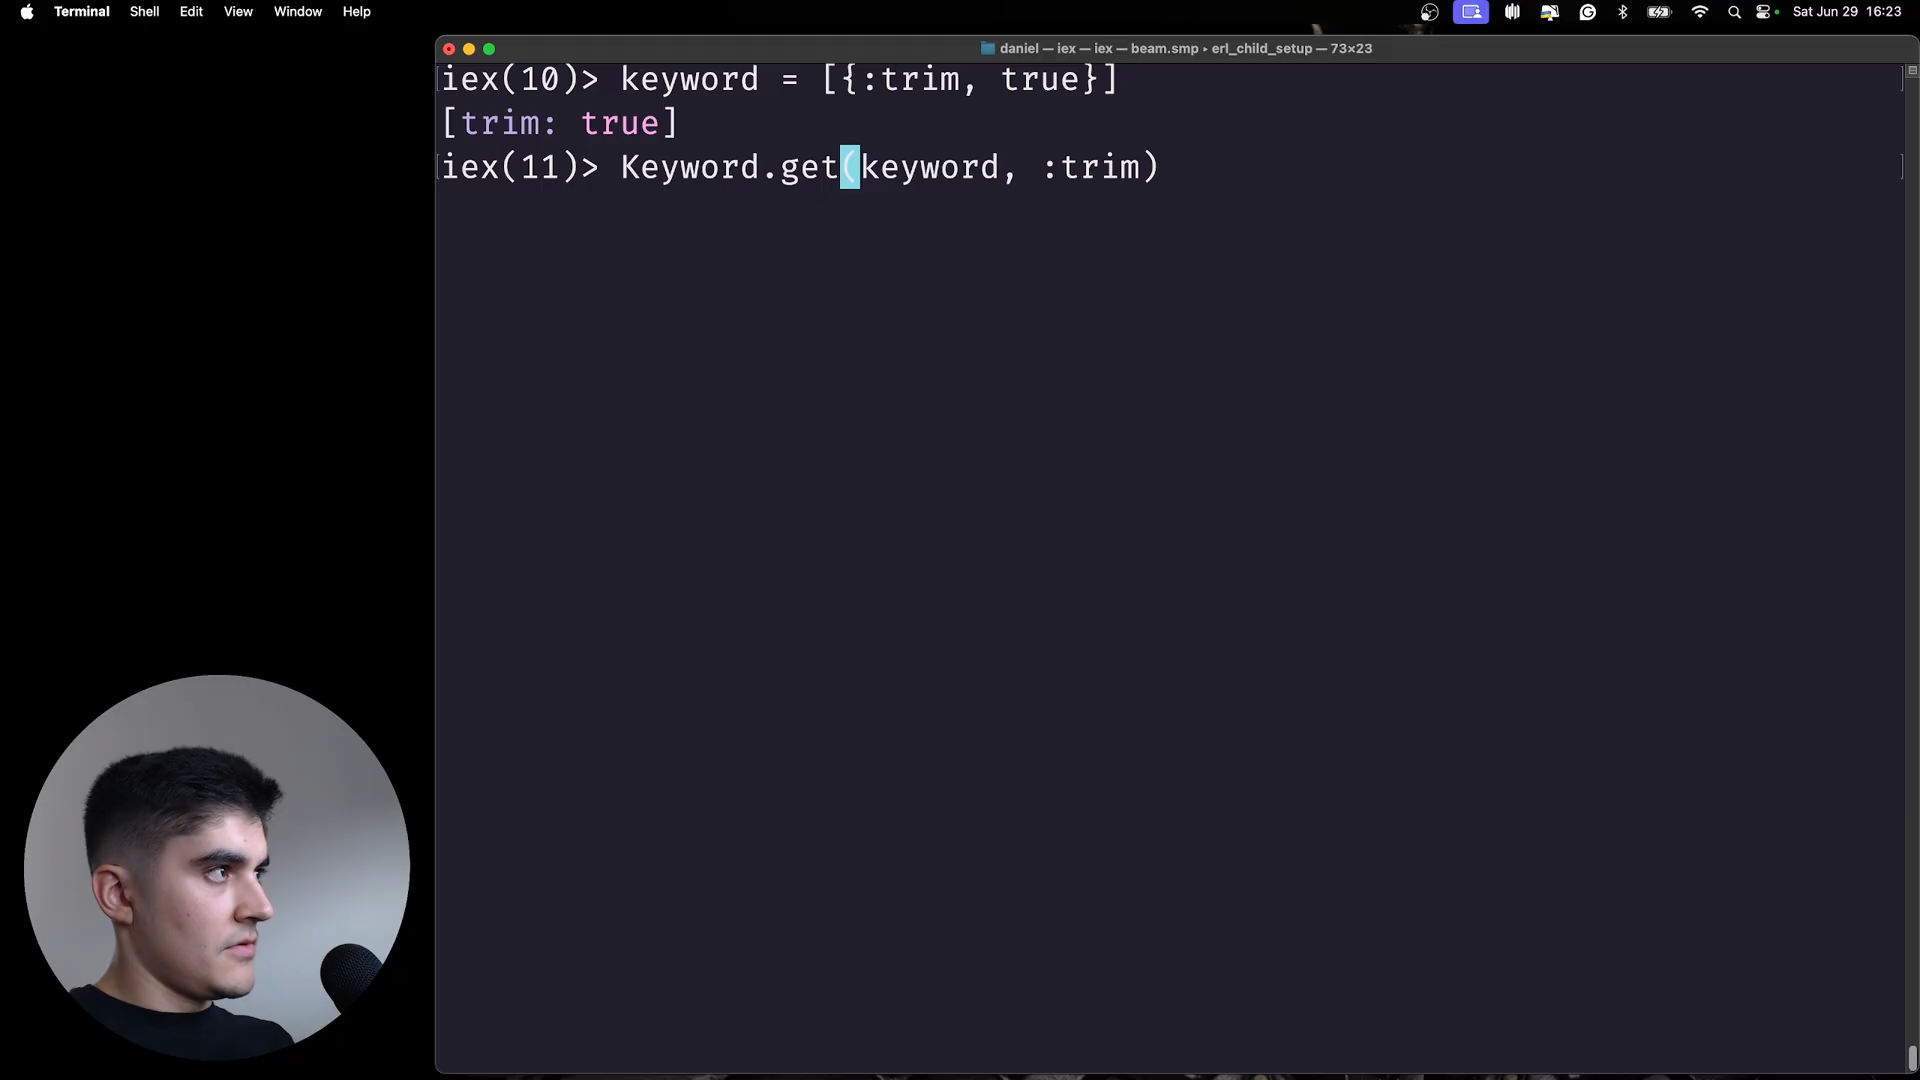 Terminal Shell Edit View Window Help Sat Jun 29 16:23
daniel — iex — iex — beam.smp ▸ erl_child_setup — 73×23
iex(10)> keyword = [{:trim, true}]
[trim: true]
iex(11)> Keyword.get(keyword, :trim)